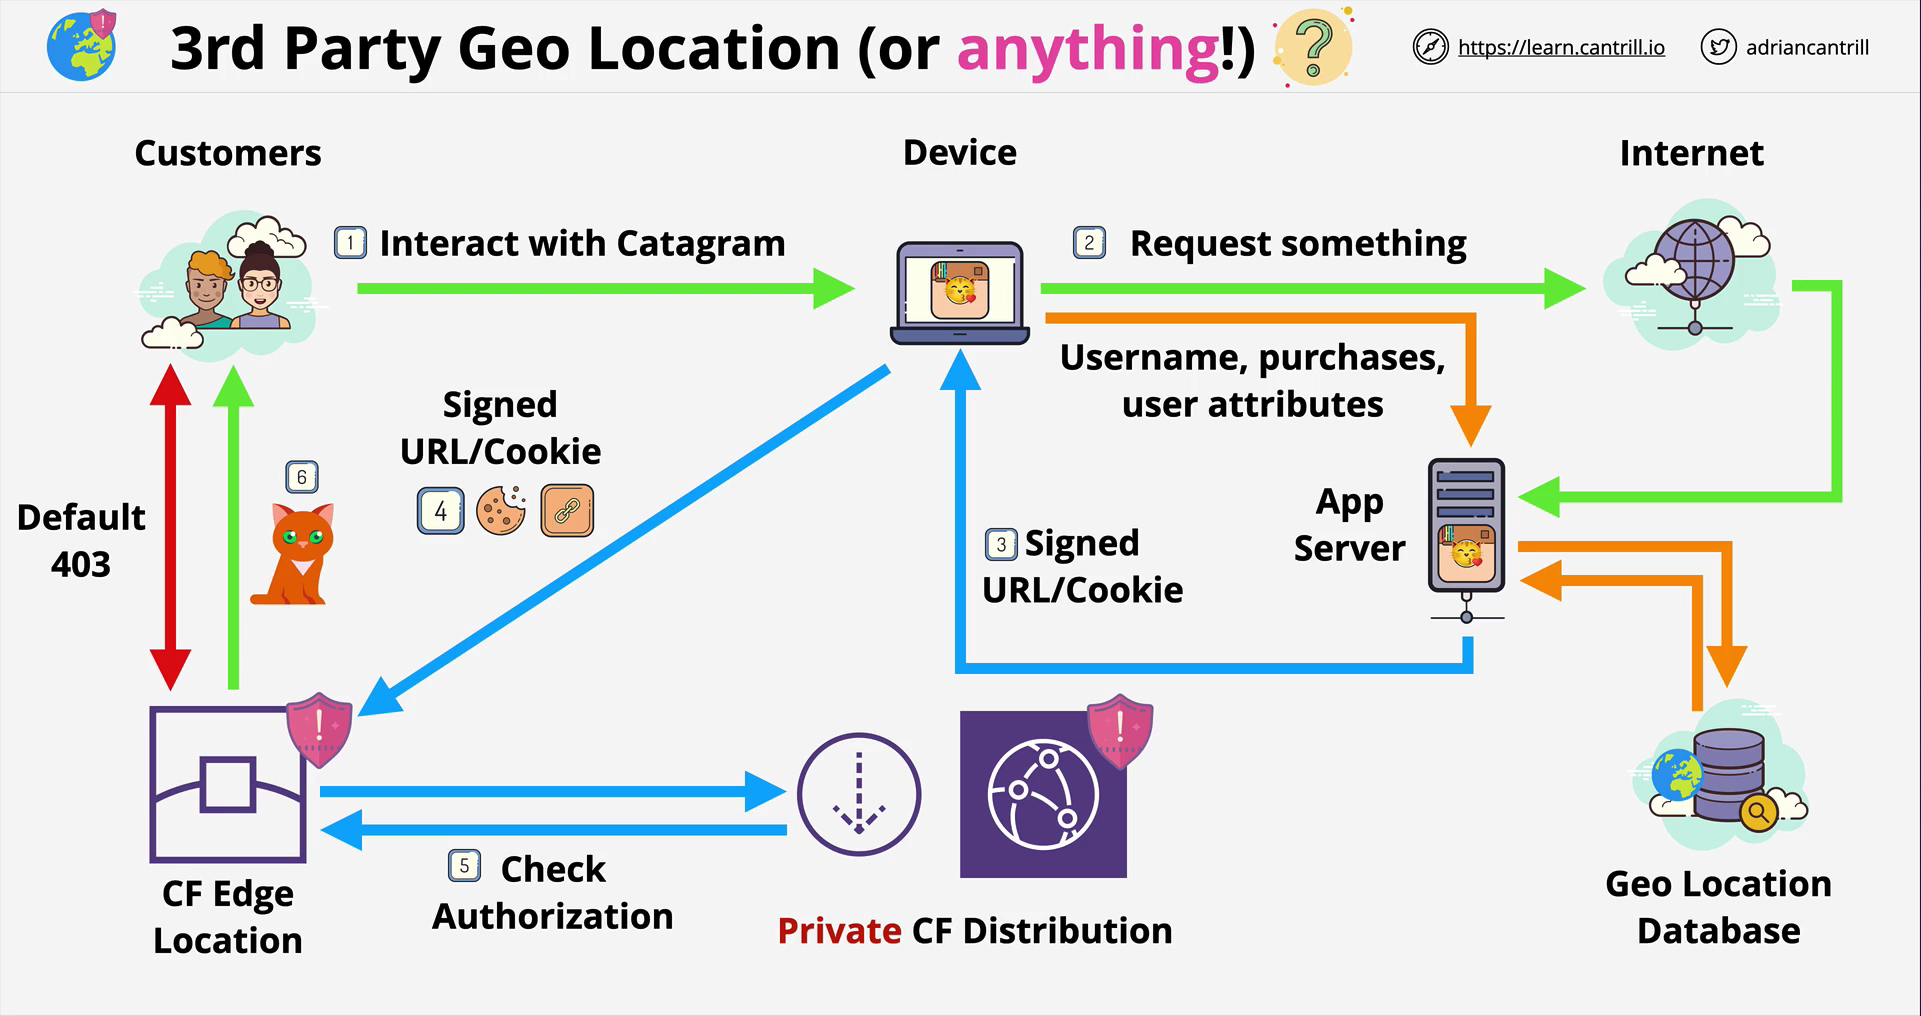 3rd Party Geo Location (or anything!)
https://learn.cantrill.io
adriancantrill
Customers
Device
Internet
1 Interact with Catagram
2 Request something
Username, purchases,
user attributes
Signed
URL/Cookie
4
6
Default
403
3 Signed
URL/Cookie
App
Server
5 Check
Authorization
CF Edge
Location
Private CF Distribution
Geo Location
Database